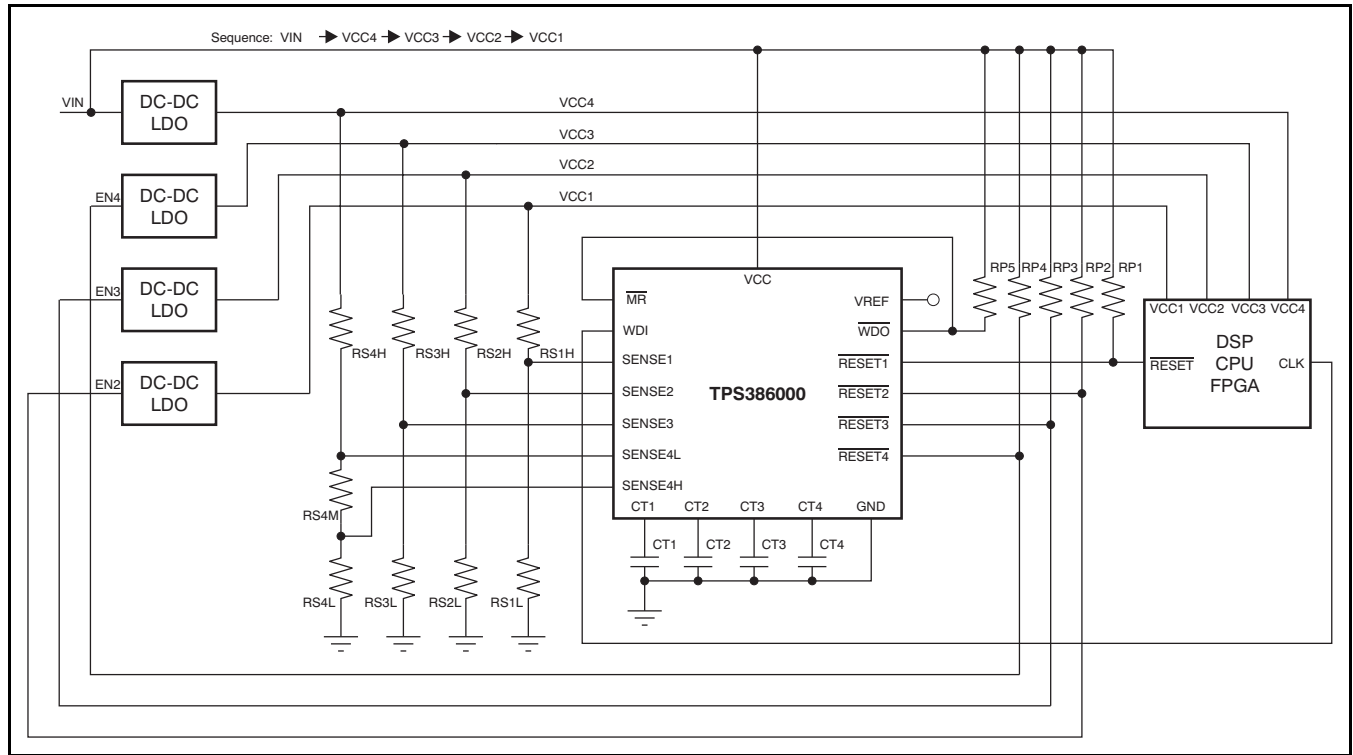 Sequence: VIN → VCC4 → VCC3 → VCC2 → VCC1
VIN
DC-DC
LDO
VCC4
VCC3
VCC2
VCC1
EN4
DC-DC
LDO
EN3
DC-DC
LDO
EN2
DC-DC
LDO
RS4H
RS3H
RS2H
RS1H
RS4M
RS4L
RS3L
RS2L
RS1L
VCC
MR
WDI
SENSE1
SENSE2
SENSE3
SENSE4L
SENSE4H
TPS386000
VREF
WDO
RESET1
RESET2
RESET3
RESET4
CT1 CT2 CT3 CT4 GND
CT1 CT2 CT3 CT4
RP5 RP4 RP3 RP2 RP1
VCC1 VCC2 VCC3 VCC4
DSP
CPU
FPGA
RESET
CLK